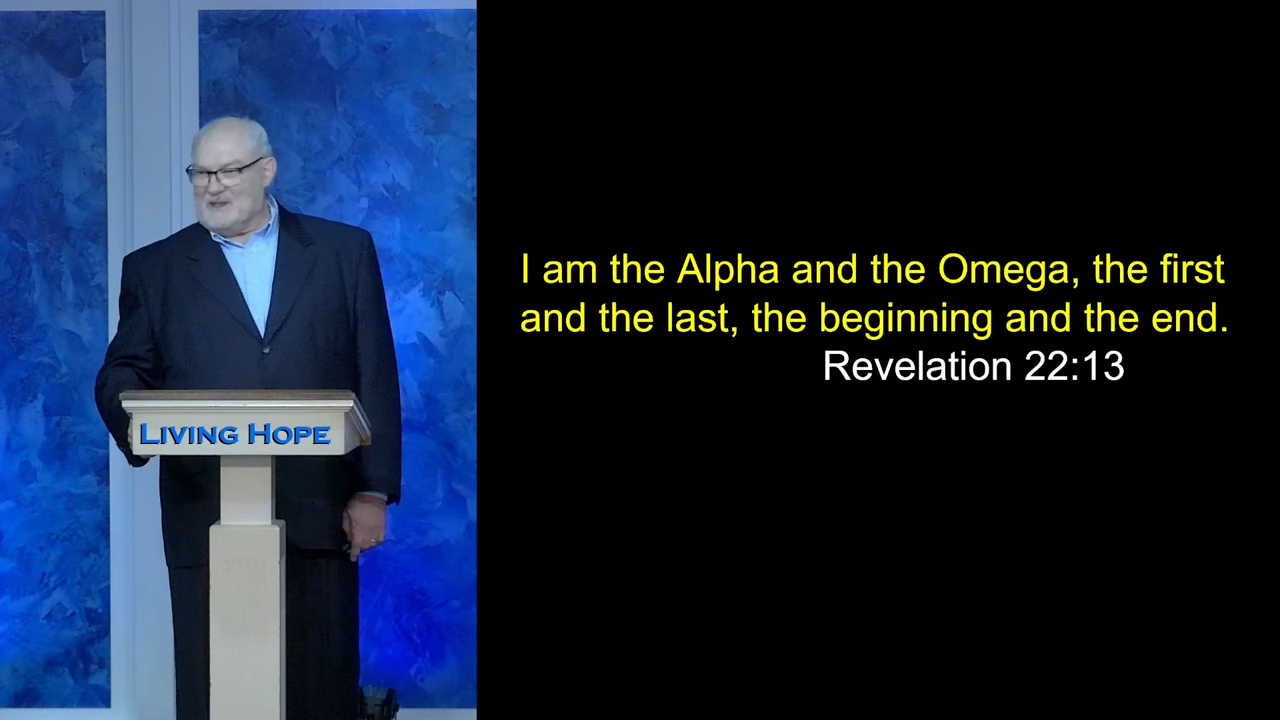 LIVING HOPE
I am the Alpha and the Omega, the first
and the last, the beginning and the end.
Revelation 22:13